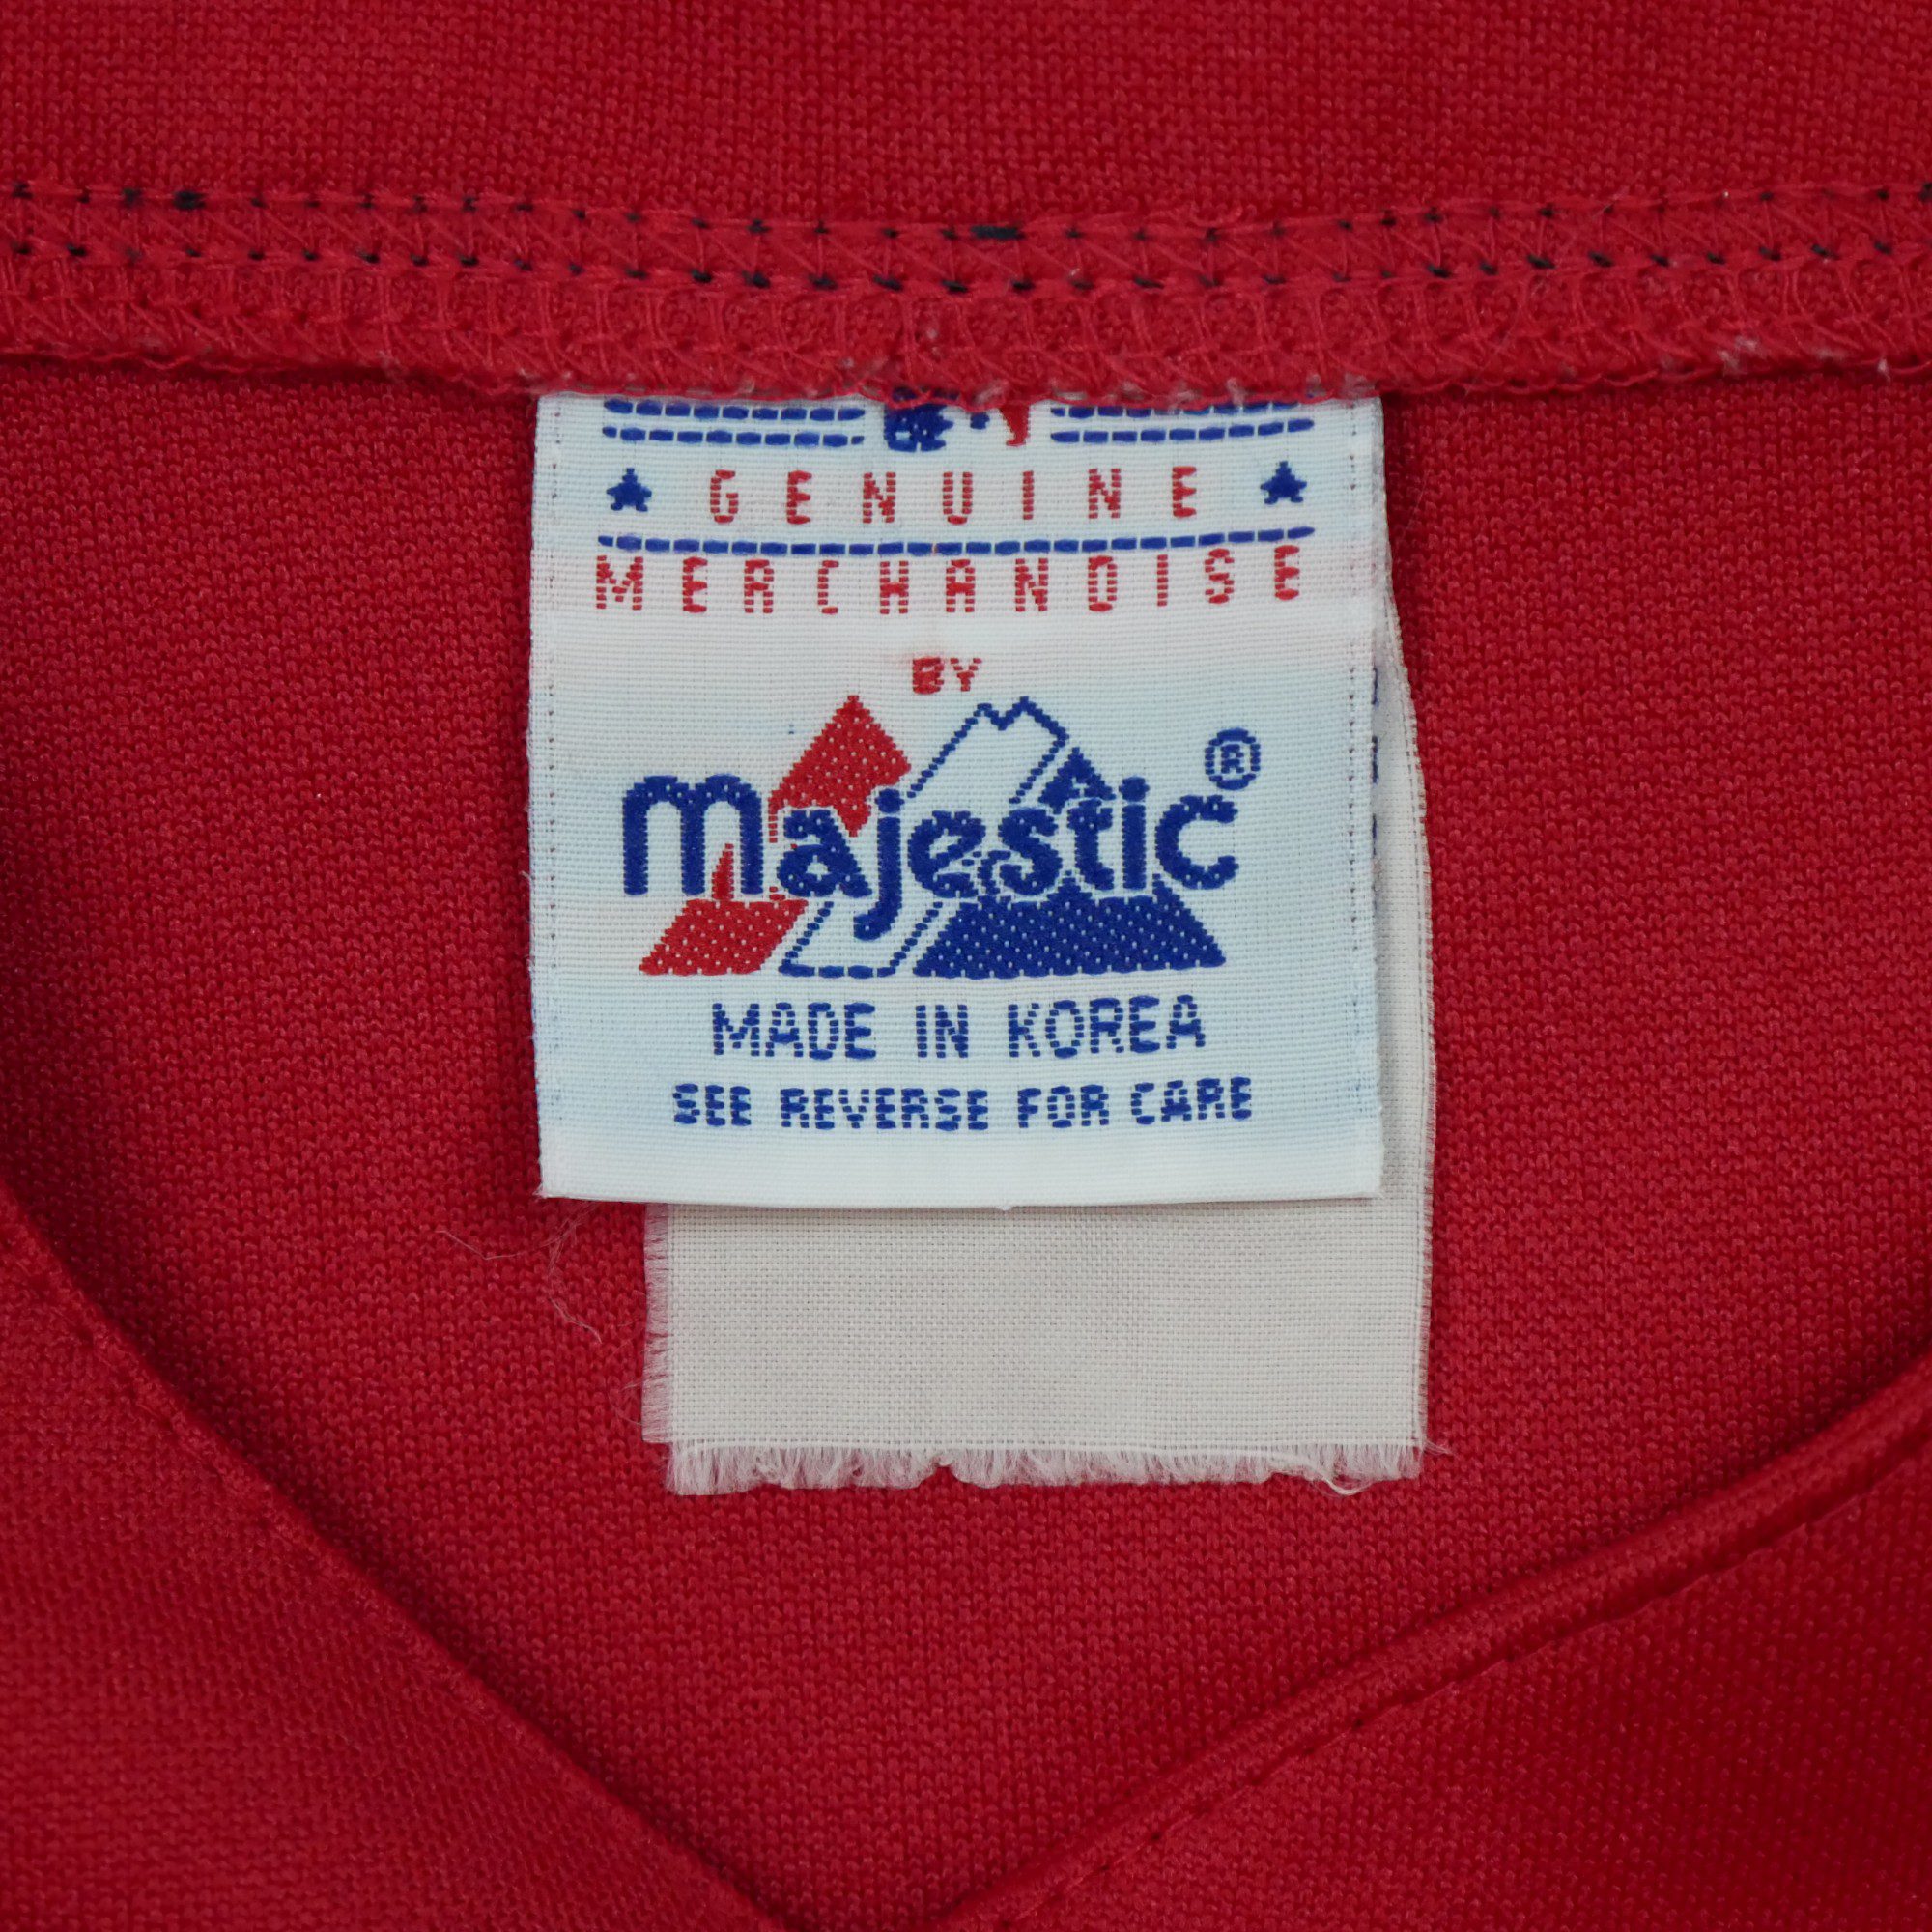 GENUINE
MERCHANDISE
BY
majestic®
MADE IN KOREA
SEE REVERSE FOR CARE